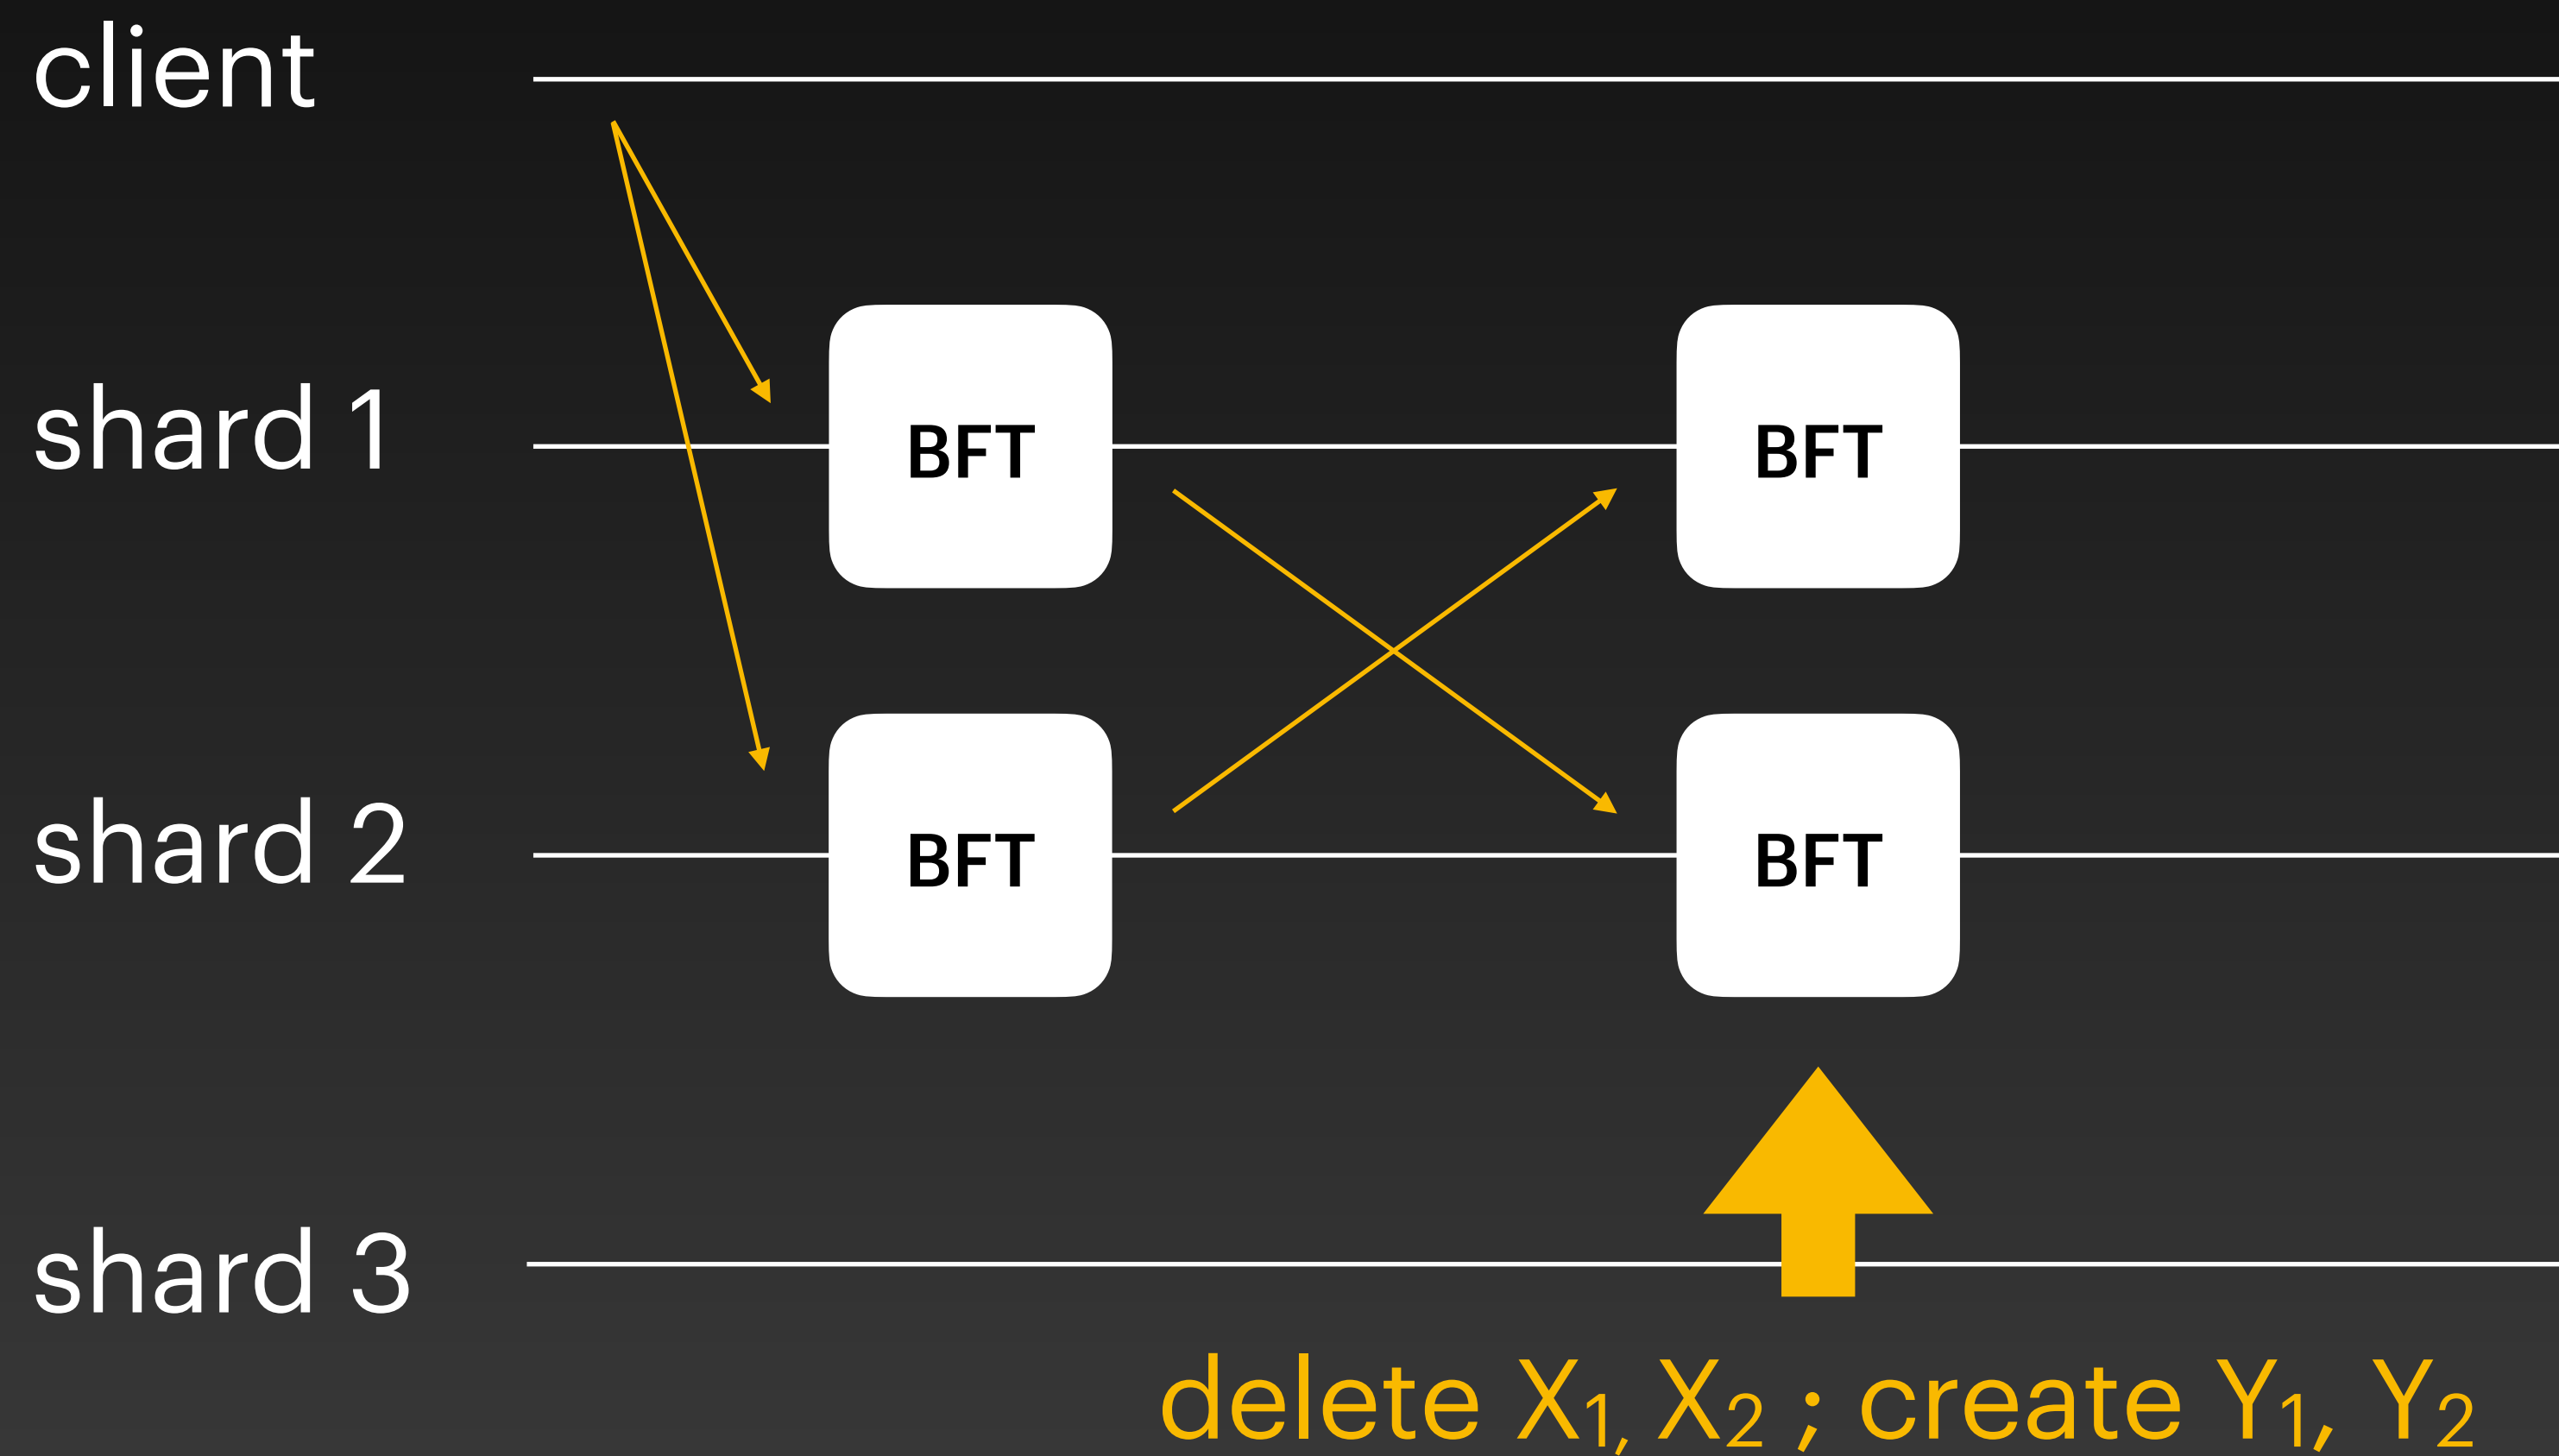 client
shard 1
BFT BFT
shard 2
BFT BFT
shard 3
delete X₁, X₂ ; create Y₁, Y₂